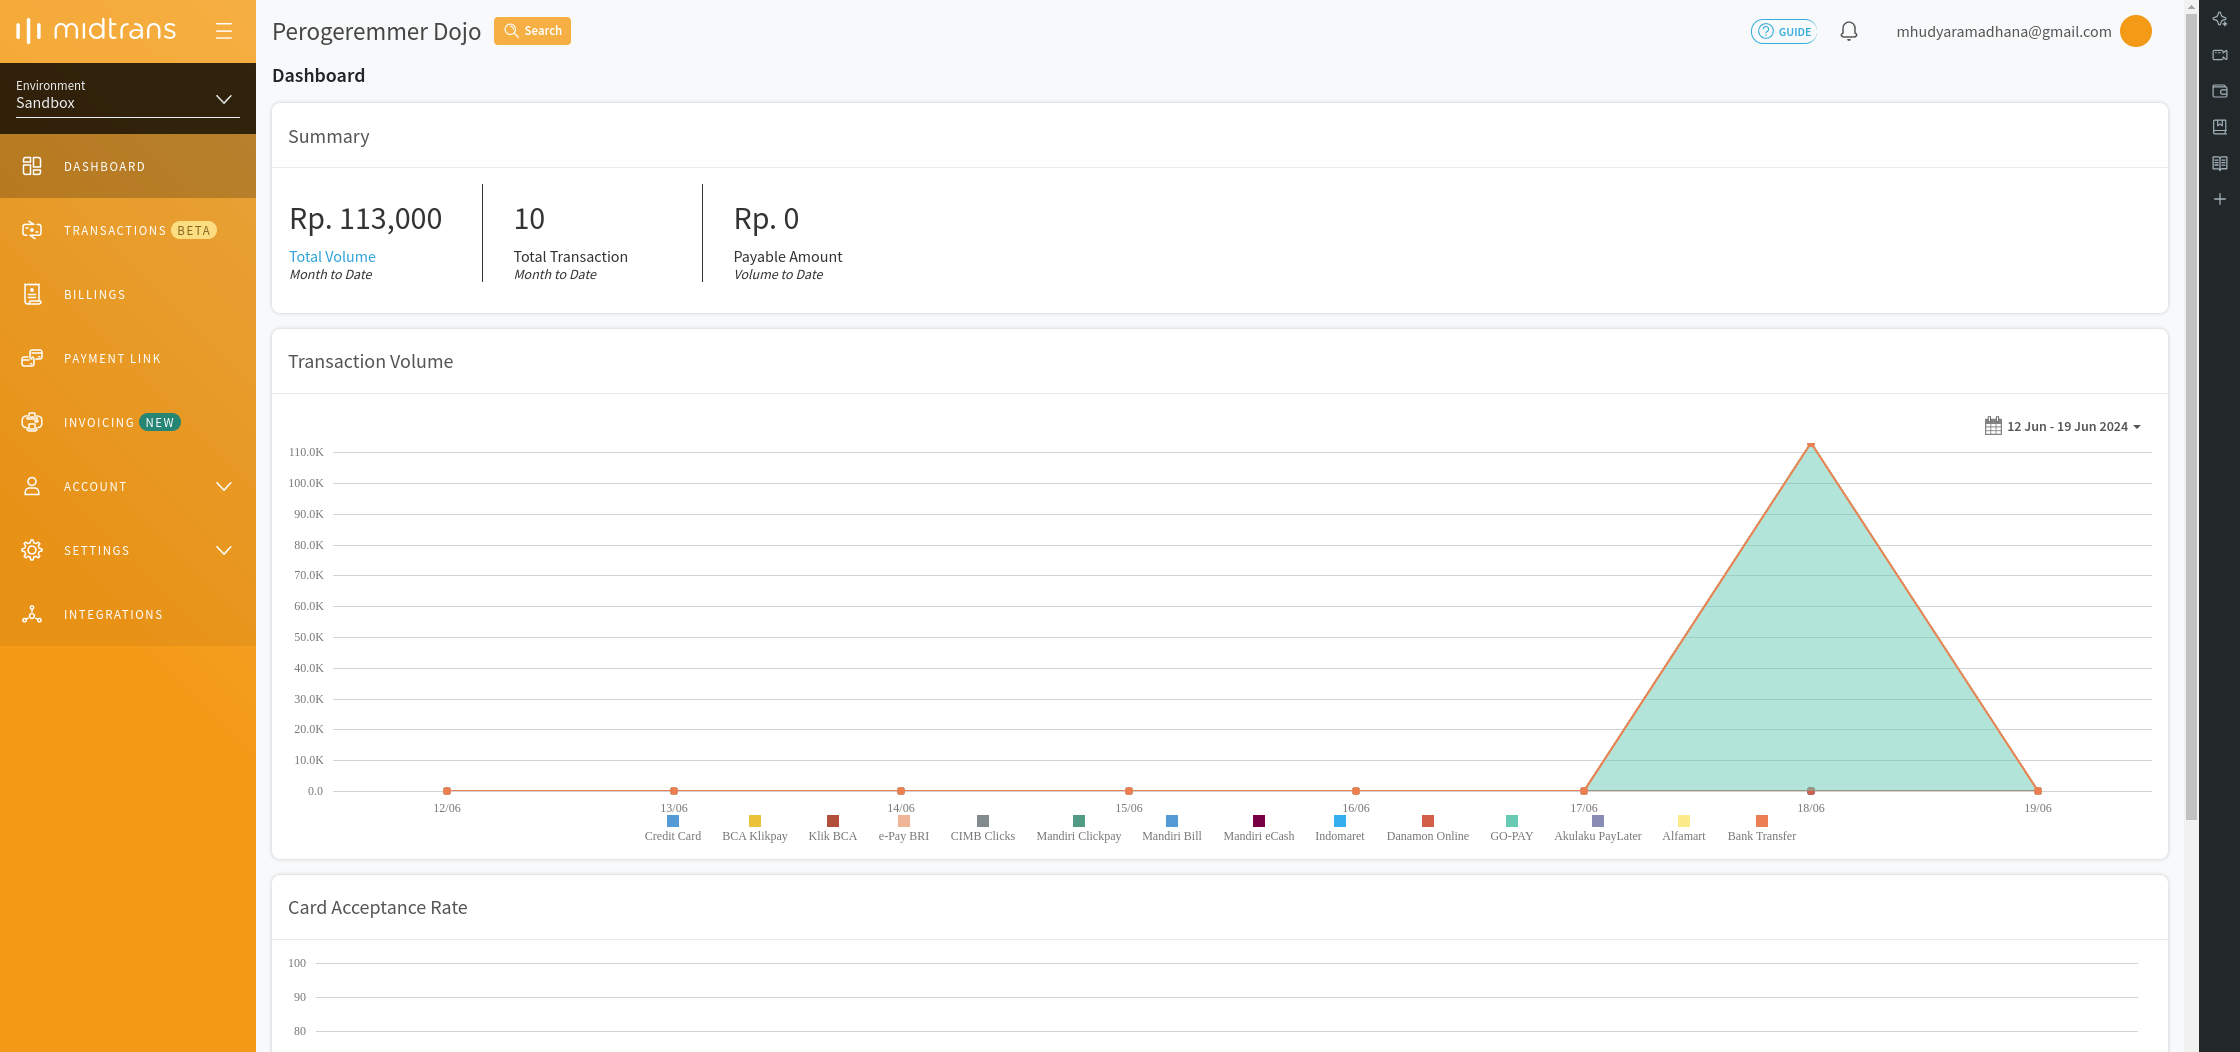 midtrans
Environment
Sandbox
DASHBOARD
TRANSACTIONS BETA
BILLINGS
PAYMENT LINK
INVOICING NEW
ACCOUNT
SETTINGS
INTEGRATIONS
Perogeremmer Dojo Search
GUIDE mhudyaramadhana@gmail.com
Dashboard
Summary
Rp. 113,000 10 Rp. 0
Total Volume Total Transaction Payable Amount
Month to Date Month to Date Volume to Date
Transaction Volume
12 Jun - 19 Jun 2024
110.0K
100.0K
90.0K
80.0K
70.0K
60.0K
50.0K
40.0K
30.0K
20.0K
10.0K
0.0
12/06 13/06 14/06 15/06 16/06 17/06 18/06 19/06
Credit Card BCA Klikpay Klik BCA e-Pay BRI CIMB Clicks Mandiri Clickpay Mandiri Bill Mandiri eCash Indomaret Danamon Online GO-PAY Akulaku PayLater Alfamart Bank Transfer
Card Acceptance Rate
100
90
80